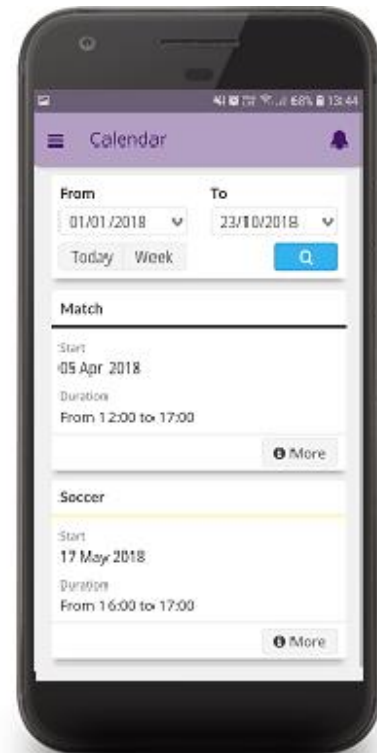 68% 13:44
Calendar
From To
01/01/2018 23/10/2018
Today Week
Match
Start
05 Apr 2018
Duration
From 12:00 to 17:00
More
Soccer
Start
17 May 2018
Duration
From 16:00 to 17:00
More